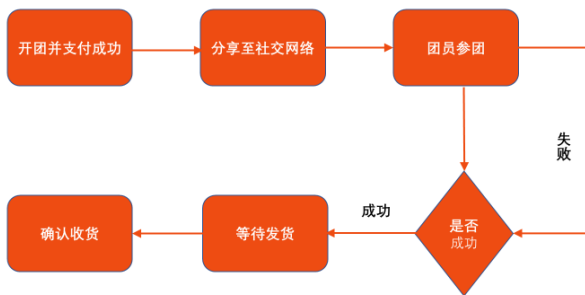 开团并支付成功
分享至社交网络
团员参团
失
败
是否
成功
成功
等待发货
确认收货